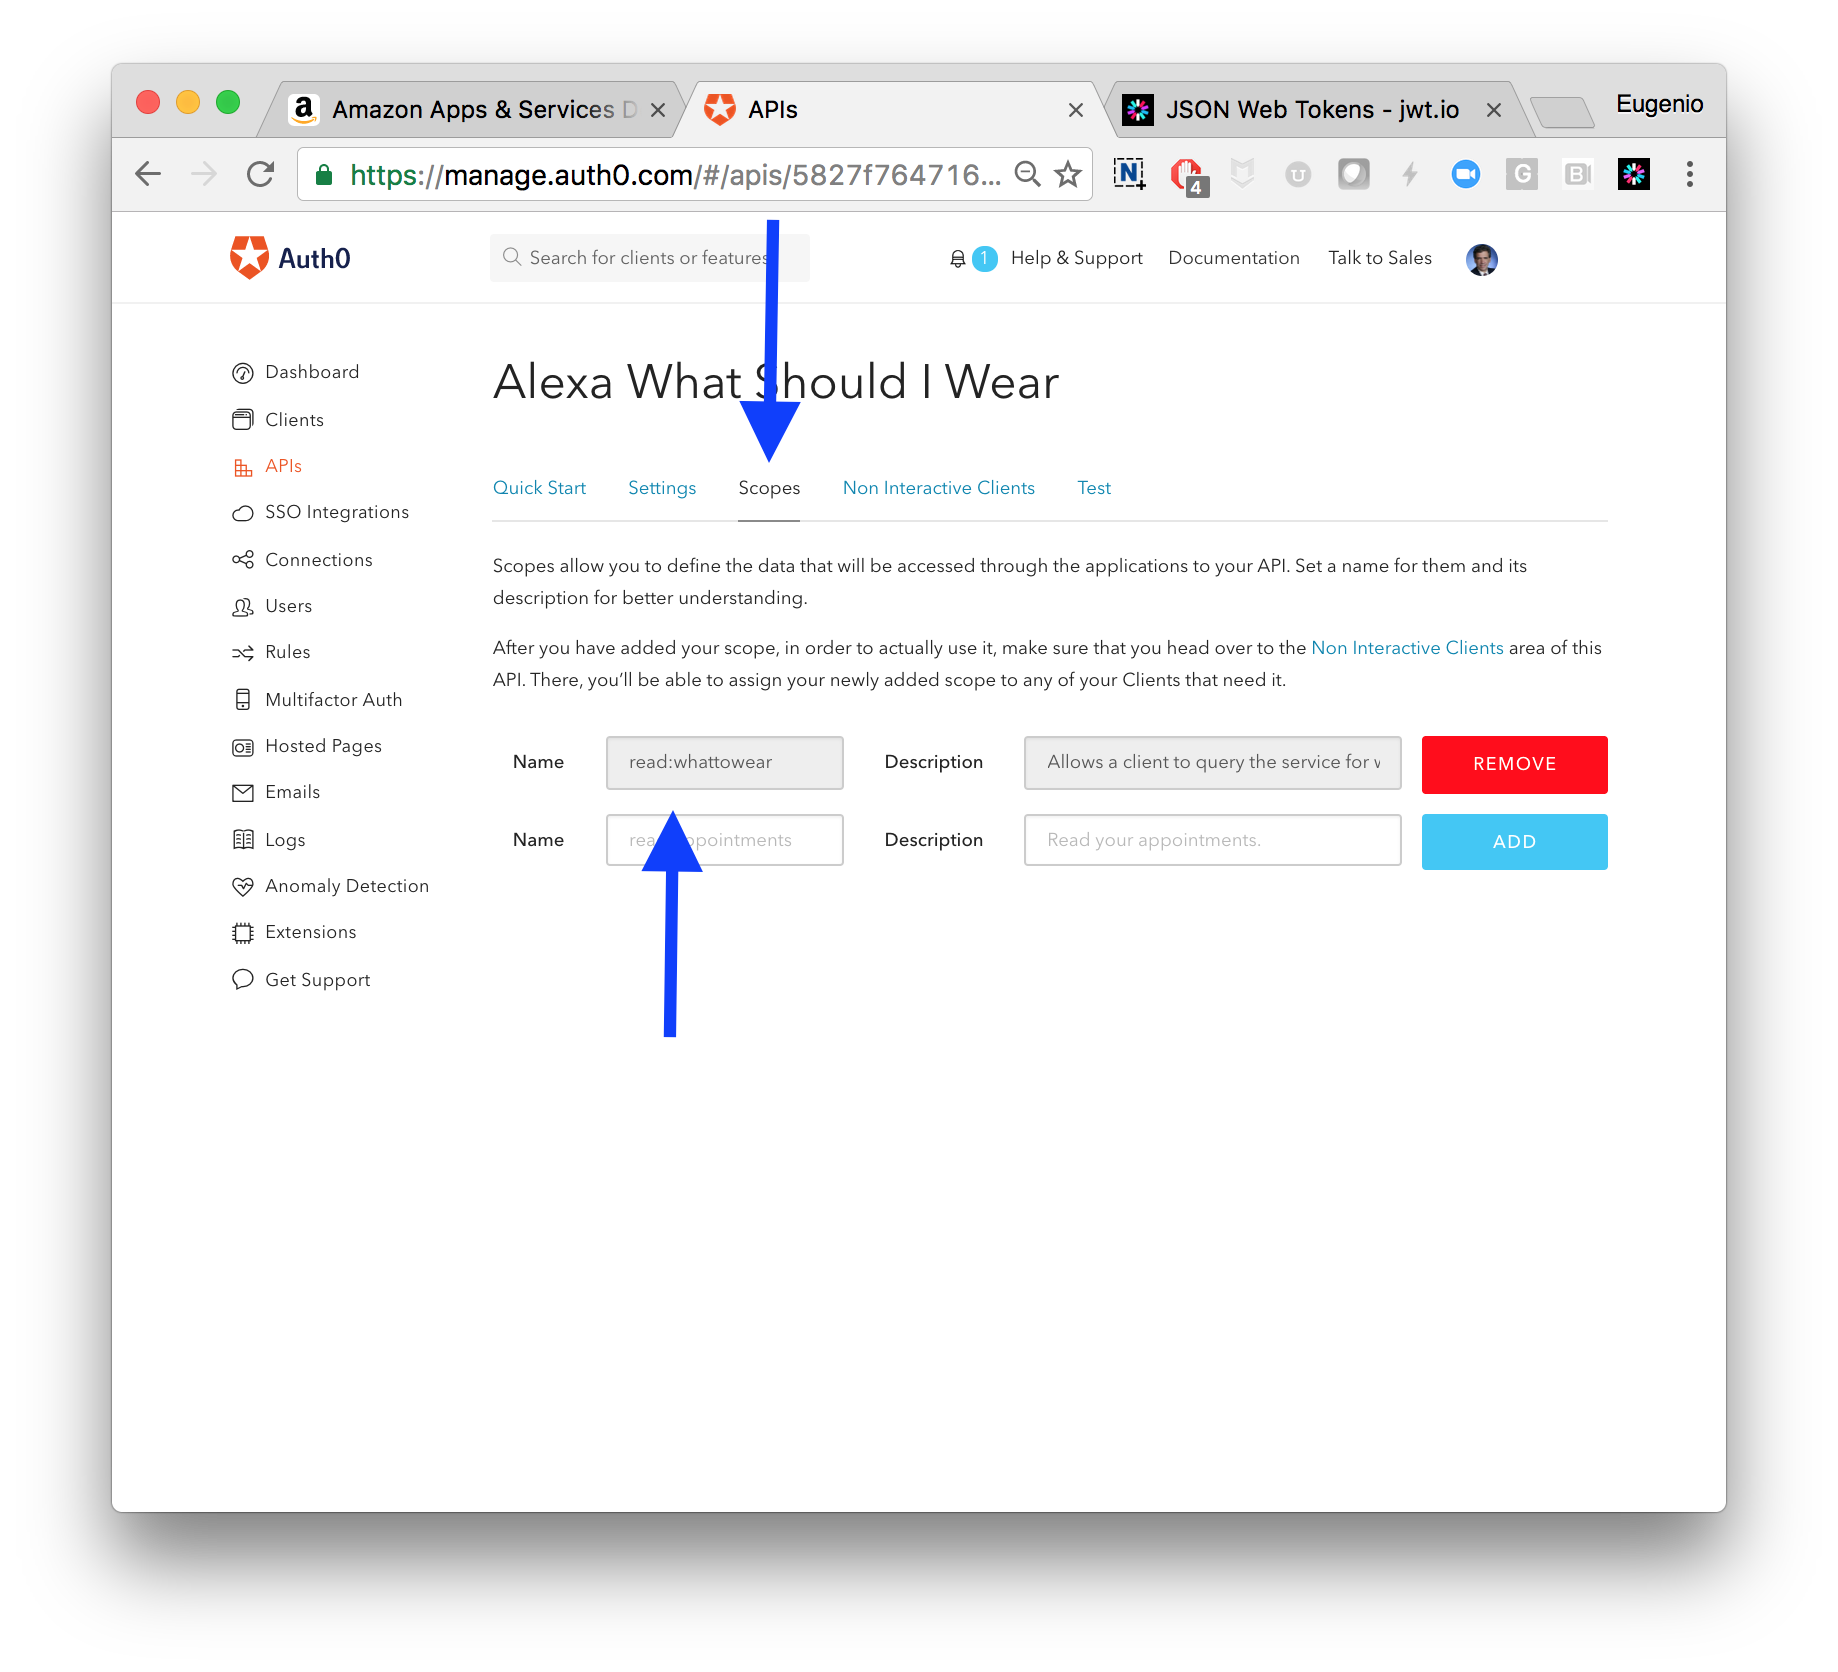 Amazon Apps & Services D
APIs
JSON Web Tokens - jwt.io
Eugenio
https://manage.auth0.com/#/apis/5827f764716...
N
4
U
G
B
Auth0
Search for clients or features
1
Help & Support
Documentation
Talk to Sales
Dashboard
Clients
APIs
SSO Integrations
Connections
Users
Rules
Multifactor Auth
Hosted Pages
Emails
Logs
Anomaly Detection
Extensions
Get Support
Alexa What Should I Wear
Quick Start
Settings
Scopes
Non Interactive Clients
Test
Scopes allow you to define the data that will be accessed through the applications to your API. Set a name for them and its
description for better understanding.
After you have added your scope, in order to actually use it, make sure that you head over to the Non Interactive Clients area of this
API. There, you'll be able to assign your newly added scope to any of your Clients that need it.
Name
read:whattowear
Description
Allows a client to query the service for
REMOVE
Name
Description
Read your appointments.
ADD